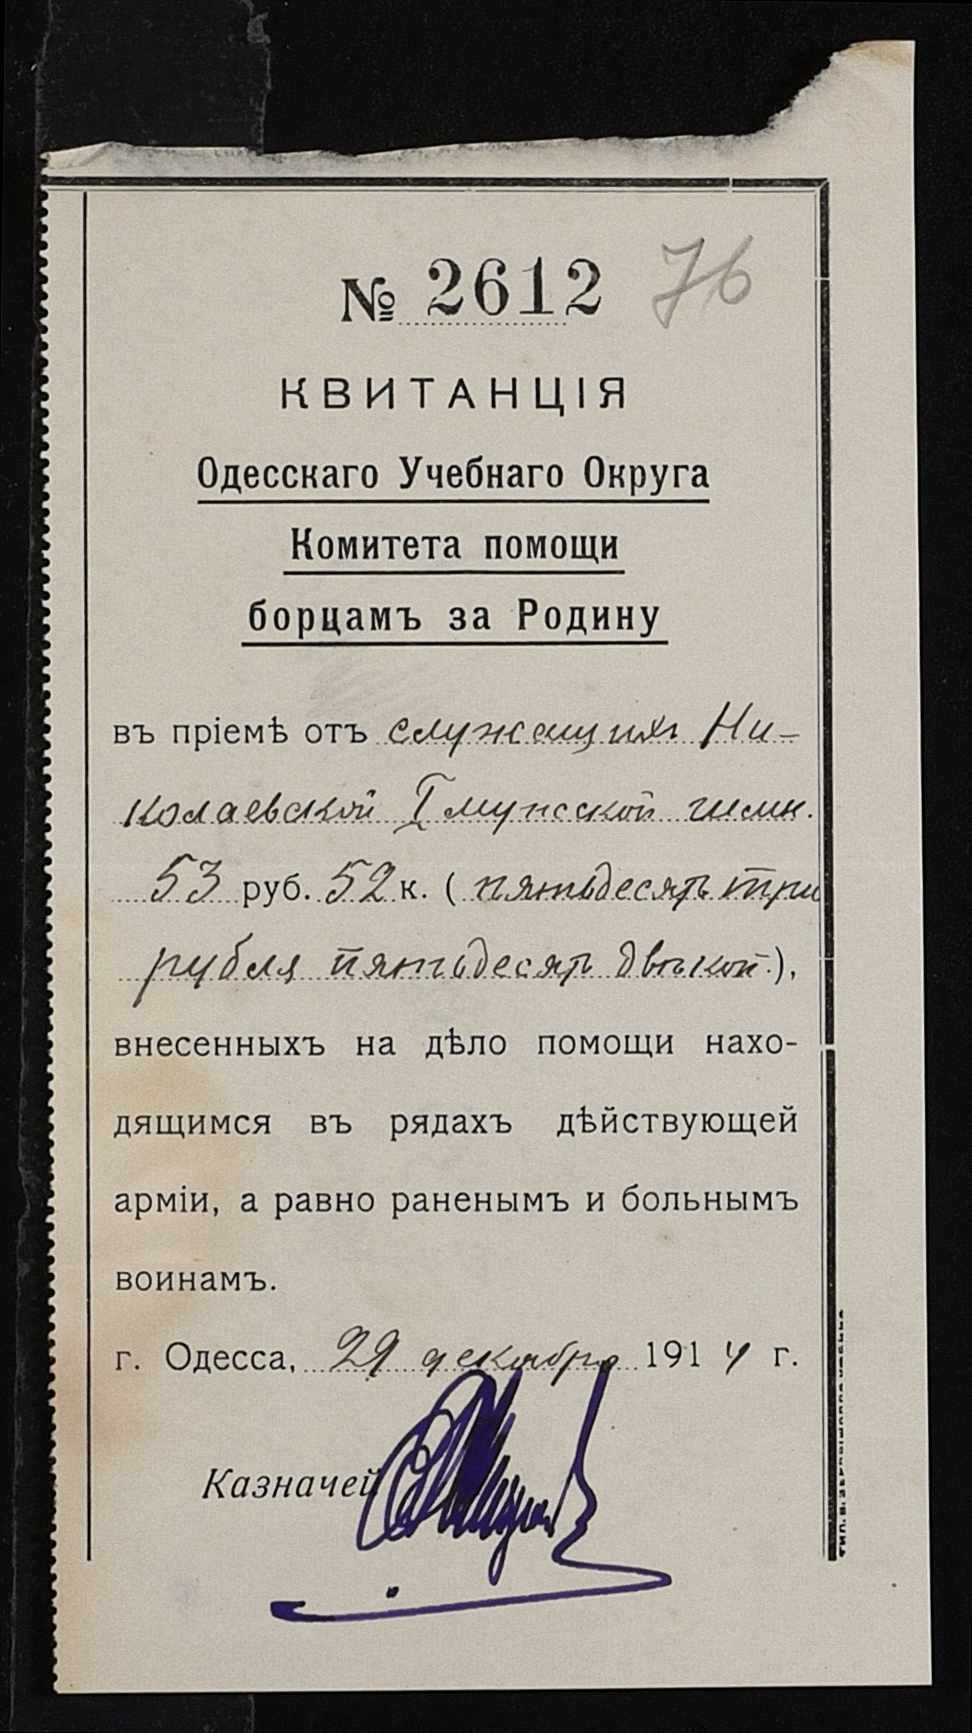 № 2612 76
КВИТАНЦІЯ
Одесскаго Учебнаго Округа
Комитета помощи
борцамъ за Родину
въ пріемѣ отъ служащихъ Ни-
колаевской I мужской гимн.
53 руб. 52 к. (пятьдесятъ три
рубля пятьдесятъ двѣ коп.),
внесенныхъ на дѣло помощи нахо-
дящимся въ рядахъ дѣйствующей
арміи, а равно раненымъ и больнымъ
воинамъ.
г. Одесса, 29 декабря 1914 г.
Казначей